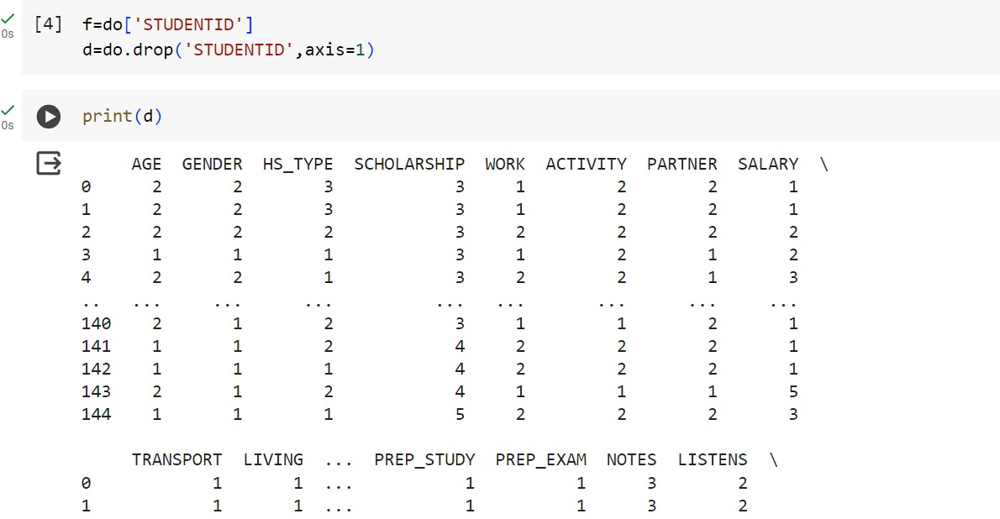 [4] f=do['STUDENTID']
0s d=do.drop('STUDENTID',axis=1)
print(d)
0s
AGE GENDER HS_TYPE SCHOLARSHIP WORK ACTIVITY PARTNER SALARY \
0 2 2 3 3 1 2 2 1
1 2 2 3 3 1 2 2 1
2 2 2 2 3 2 2 2 2
3 1 1 1 3 1 2 1 2
4 2 2 1 3 2 2 1 3
.. ... ... ... ... ... ... ... ...
140 2 1 2 3 1 1 2 1
141 1 1 2 4 2 2 2 1
142 1 1 1 4 2 2 2 1
143 2 1 2 4 1 1 1 5
144 1 1 1 5 2 2 2 3
TRANSPORT LIVING ... PREP_STUDY PREP_EXAM NOTES LISTENS \
0 1 1 ... 1 1 3 2
1 1 1 ... 1 1 3 2